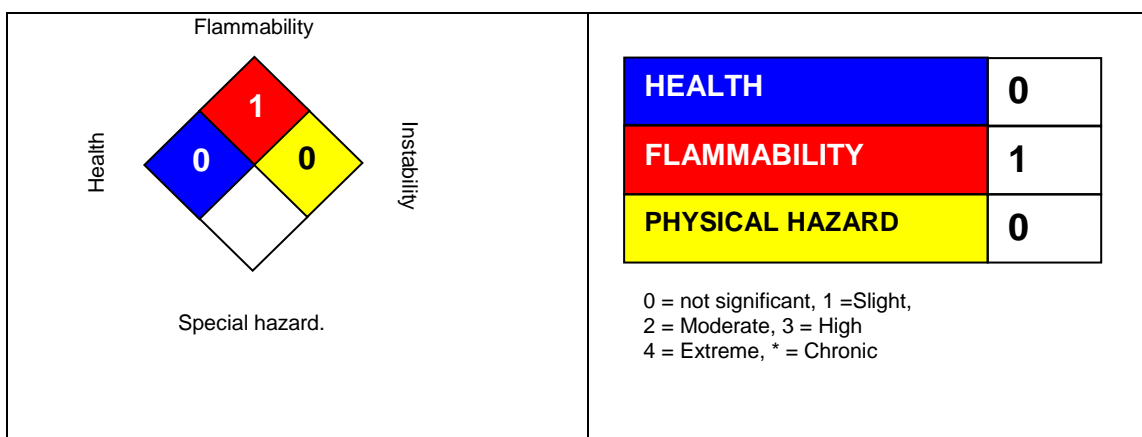 Flammability
1
0
0
Health
Instability
Special hazard.
HEALTH 0
FLAMMABILITY 1
PHYSICAL HAZARD 0
0 = not significant, 1 =Slight,
2 = Moderate, 3 = High
4 = Extreme, * = Chronic